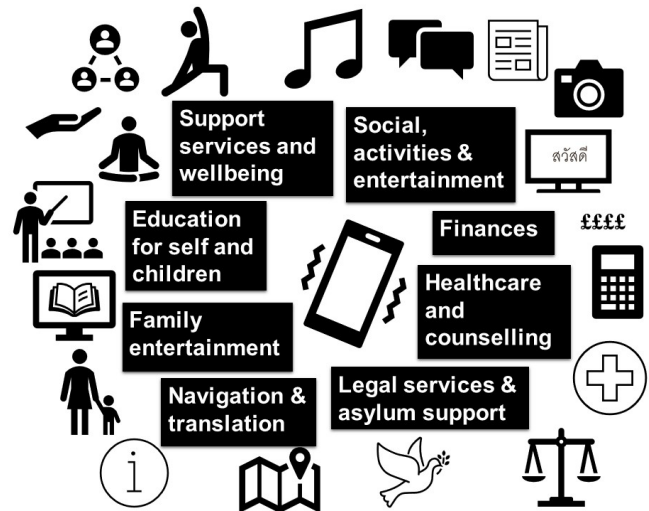 Support
services and
wellbeing
Social,
activities &
entertainment
สวัสดี
Education
for self and
children
Finances
££££
Healthcare
and
counselling
Family
entertainment
Navigation &
translation
Legal services &
asylum support
i